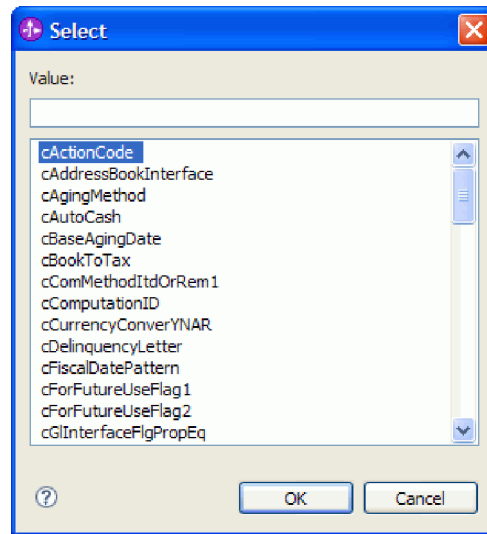 Select
Value:
cActionCode
cAddressBookInterface
cAgingMethod
cAutoCash
cBaseAgingDate
cBookToTax
cComMethodItdOrRem1
cComputationID
cCurrencyConverYNAR
cDelinquencyLetter
cFiscalDatePattern
cForFutureUseFlag1
cForFutureUseFlag2
cGlInterfaceFlgPropEq
? OK Cancel